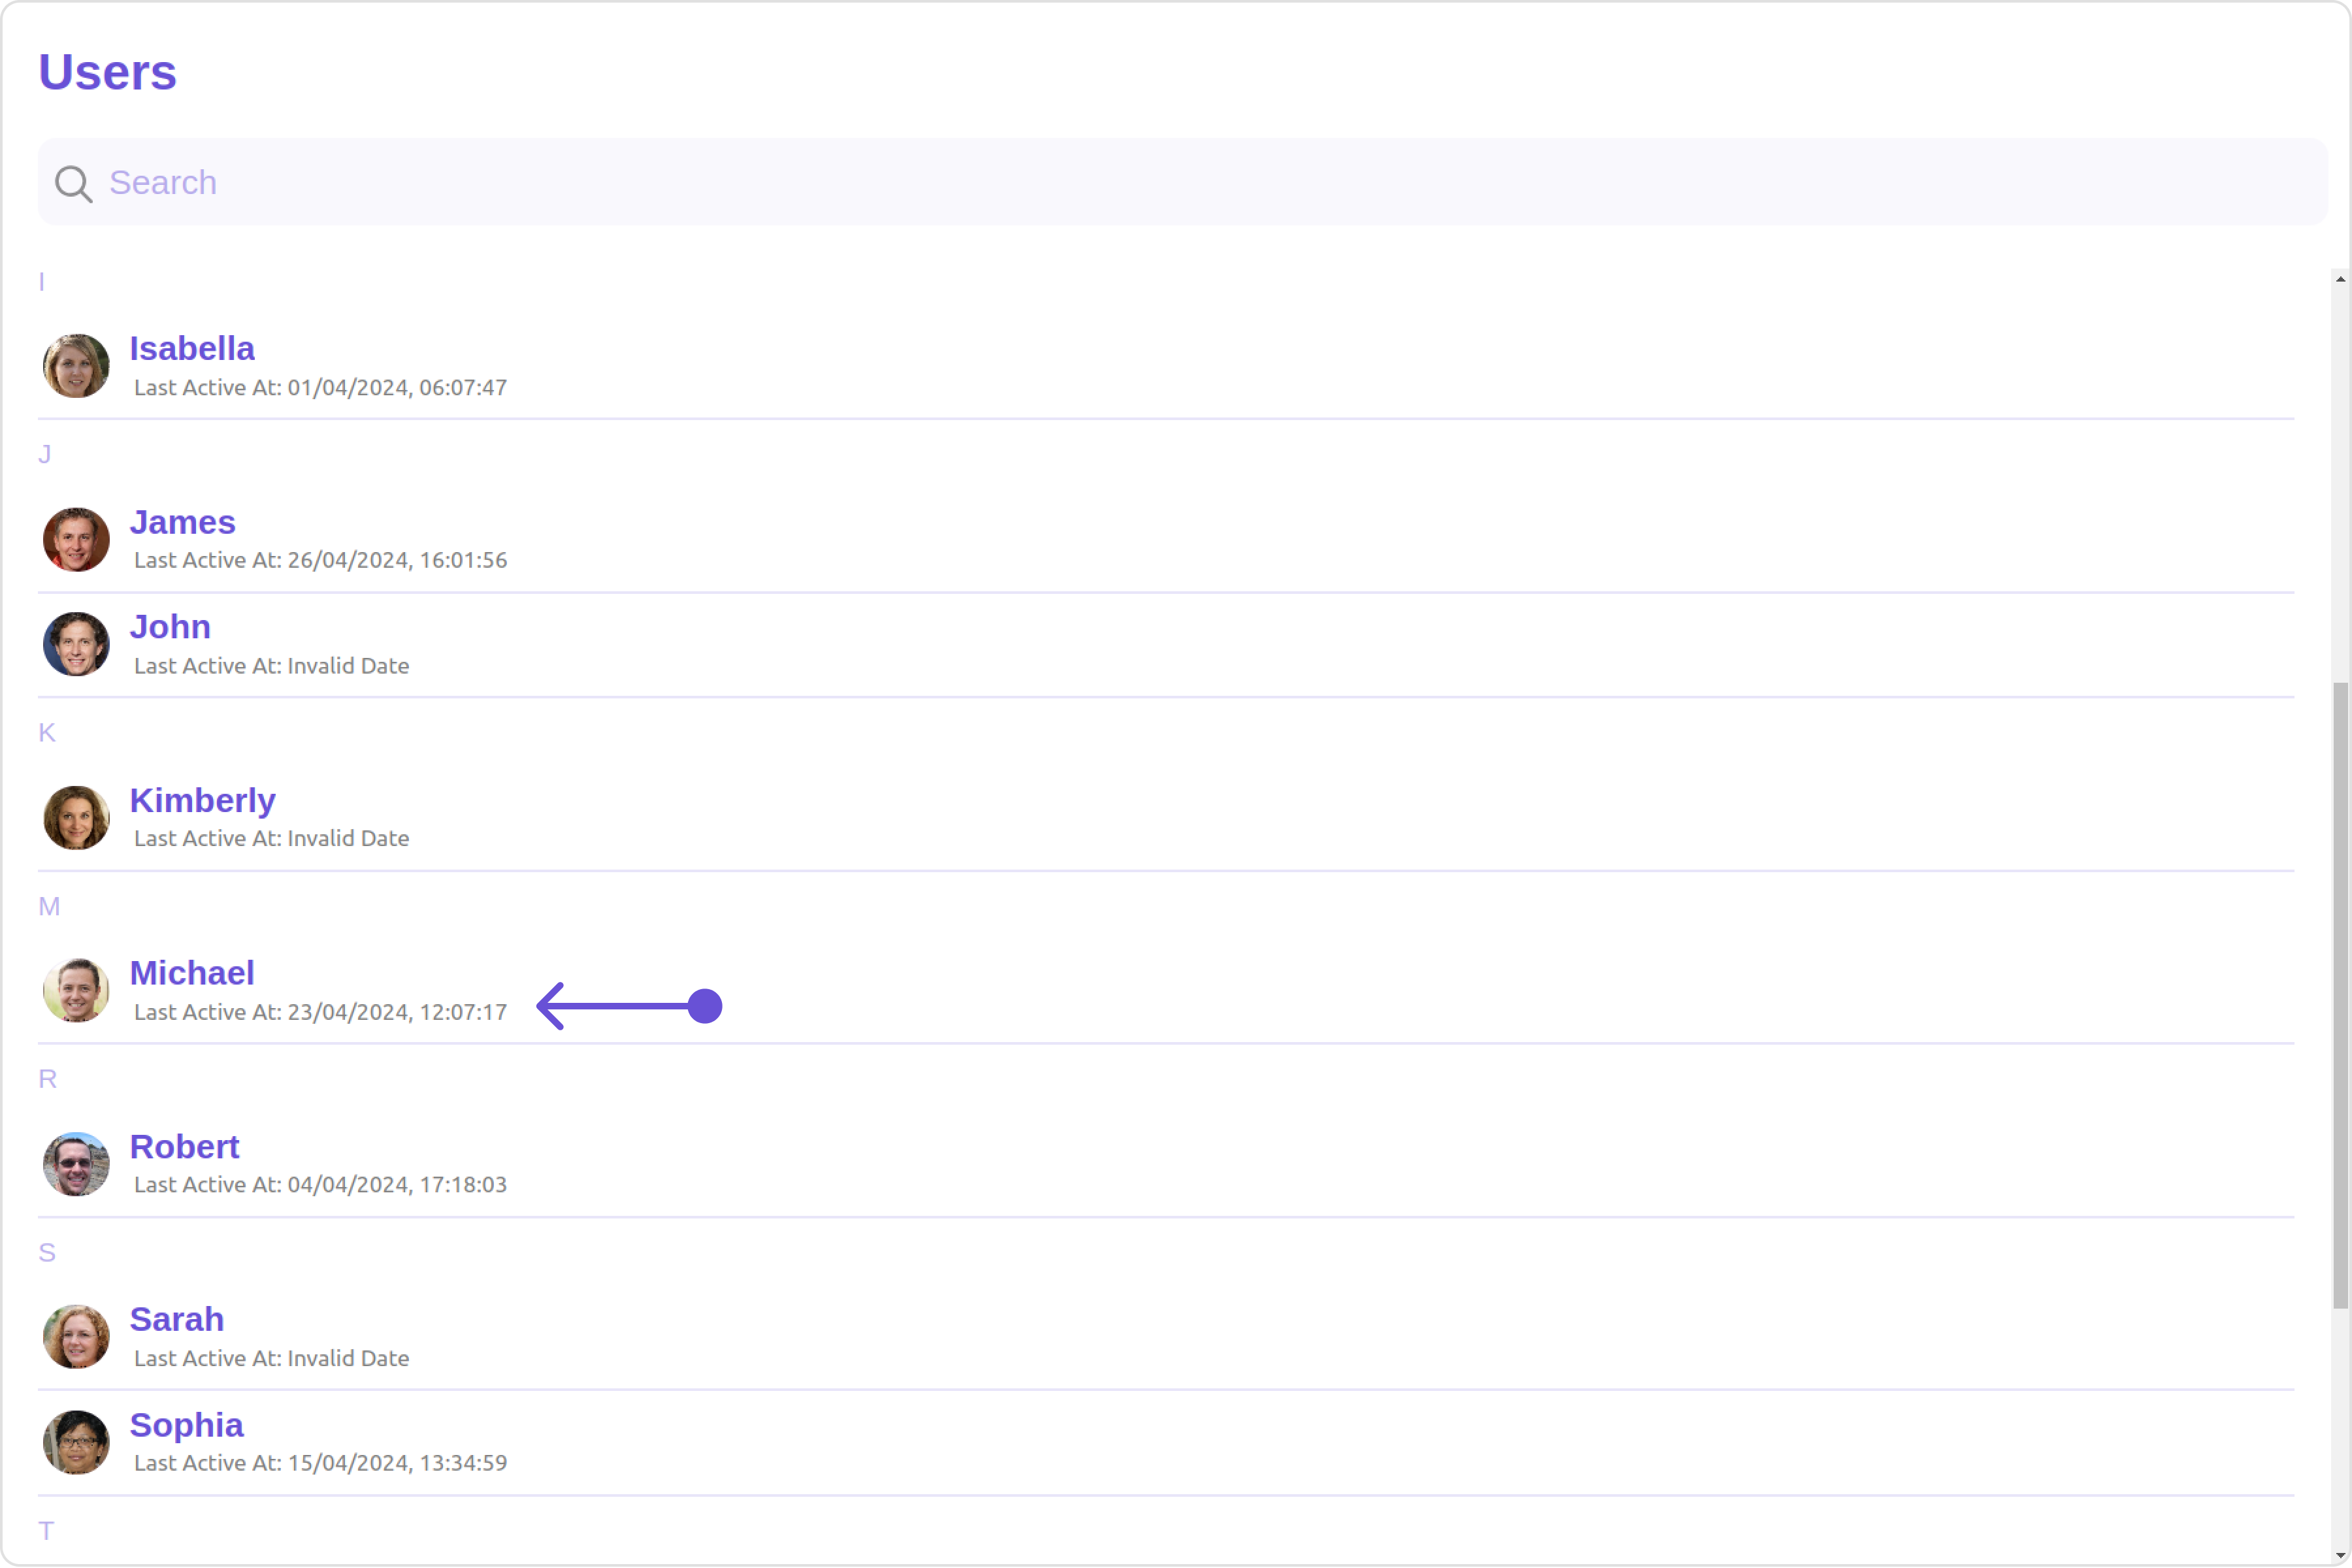 Users
Search
I
Isabella
Last Active At: 01/04/2024, 06:07:47
J
James
Last Active At: 26/04/2024, 16:01:56
John
Last Active At: Invalid Date
K
Kimberly
Last Active At: Invalid Date
M
Michael
Last Active At: 23/04/2024, 12:07:17
R
Robert
Last Active At: 04/04/2024, 17:18:03
S
Sarah
Last Active At: Invalid Date
Sophia
Last Active At: 15/04/2024, 13:34:59
T